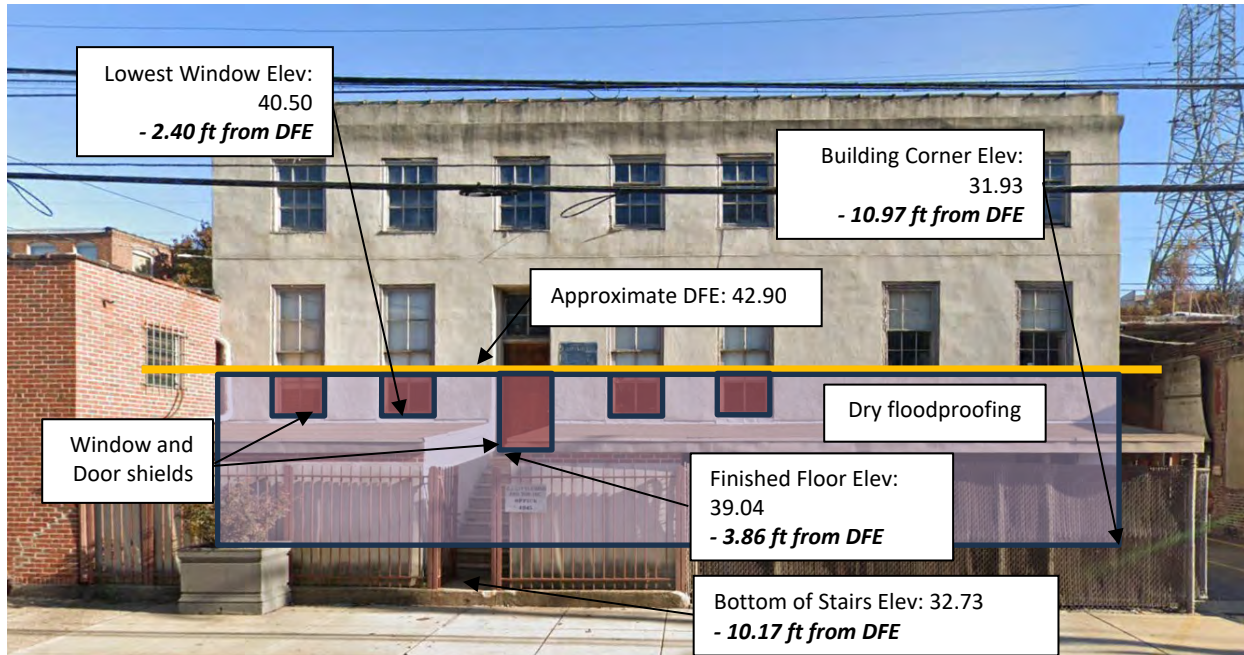 Lowest Window Elev:
40.50
- 2.40 ft from DFE
Building Corner Elev:
31.93
- 10.97 ft from DFE
Approximate DFE: 42.90
Dry floodproofing
Window and
Door shields
Finished Floor Elev:
39.04
- 3.86 ft from DFE
Bottom of Stairs Elev: 32.73
- 10.17 ft from DFE